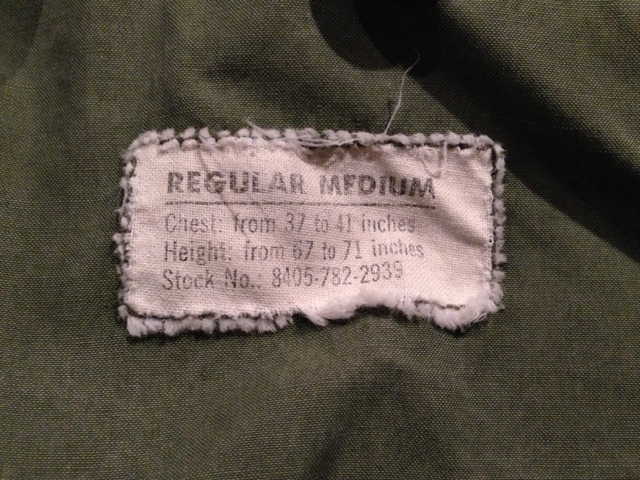 REGULAR MEDIUM
Chest: from 37 to 41 inches
Height: from 67 to 71 inches
Stock No.: 8405-782-2939